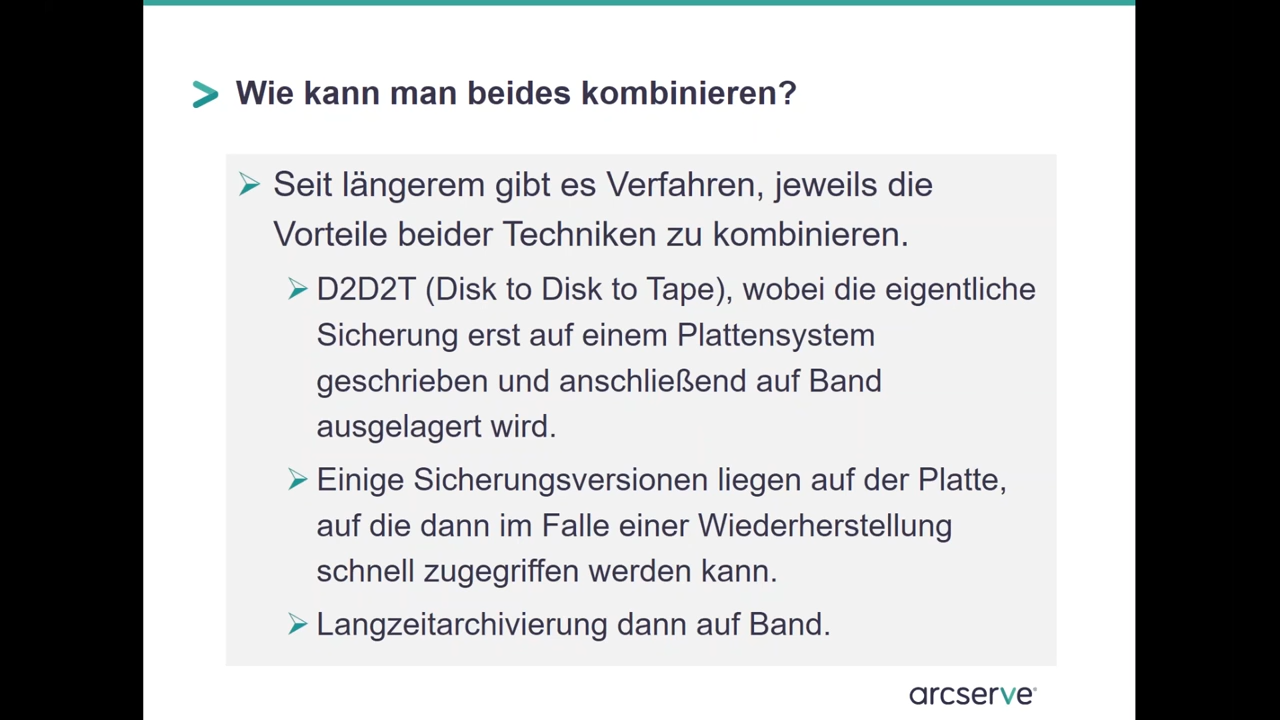 Wie kann man beides kombinieren?
Seit längerem gibt es Verfahren, jeweils die
Vorteile beider Techniken zu kombinieren.
D2D2T (Disk to Disk to Tape), wobei die eigentliche
Sicherung erst auf einem Plattensystem
geschrieben und anschließend auf Band
ausgelagert wird.
Einige Sicherungsversionen liegen auf der Platte,
auf die dann im Falle einer Wiederherstellung
schnell zugegriffen werden kann.
Langzeitarchivierung dann auf Band.
arcserve®